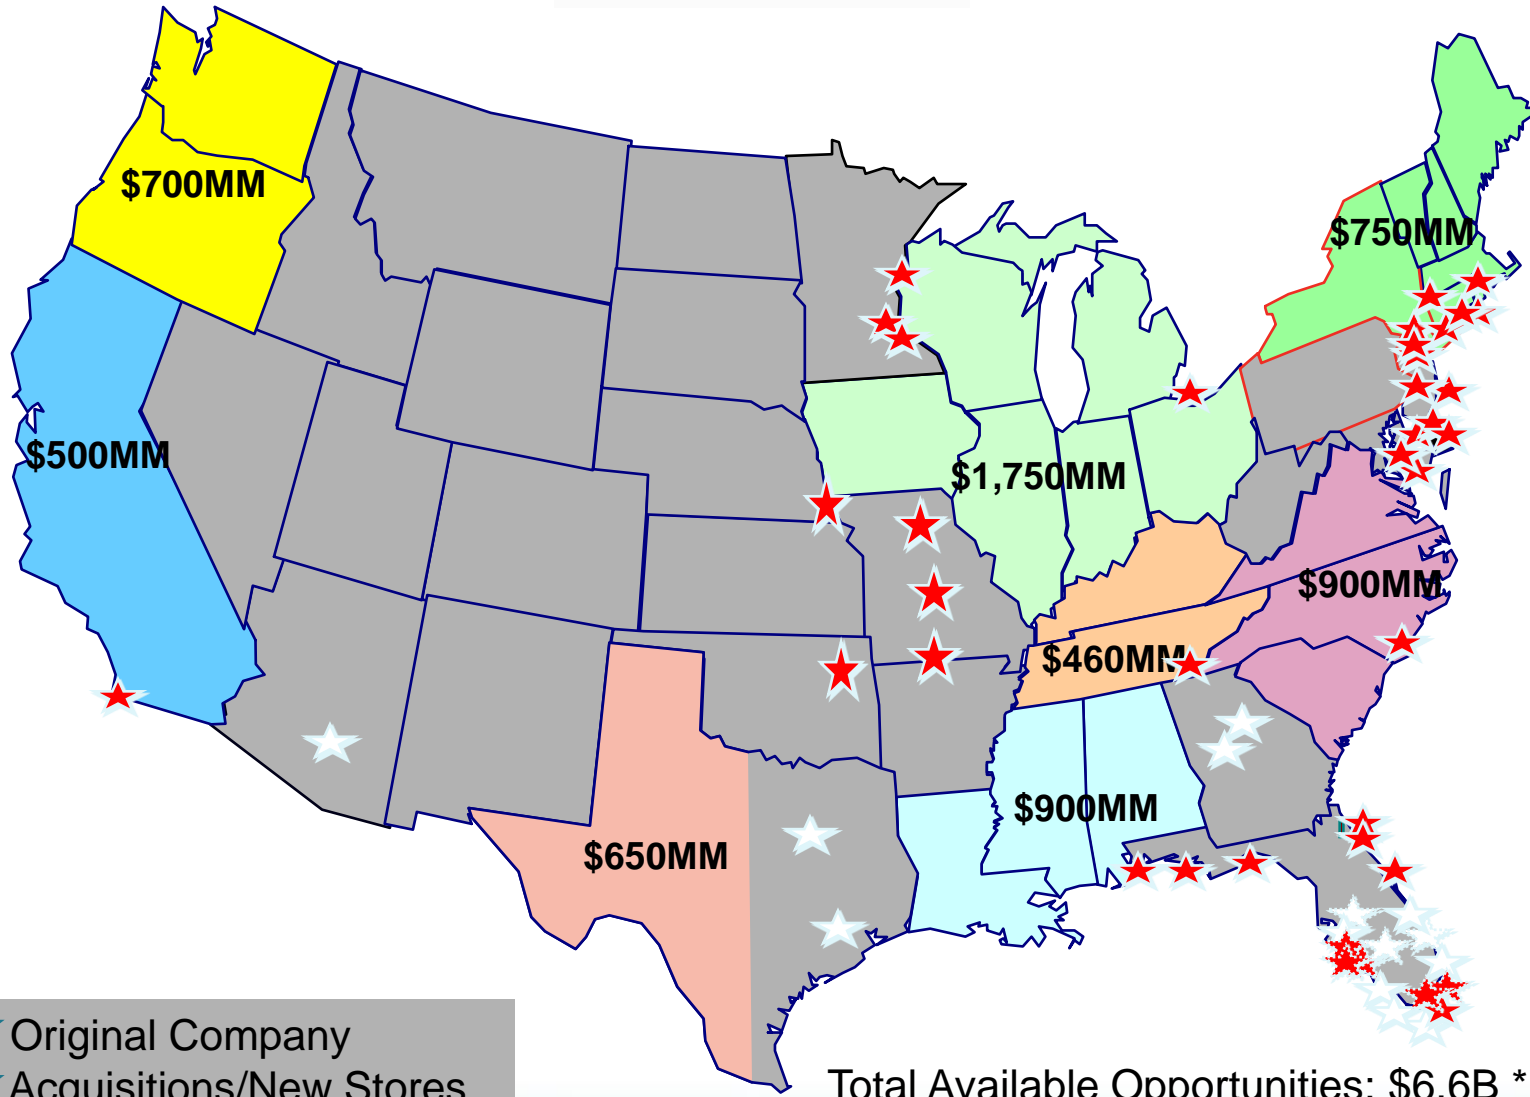 $700MM
$750MM
$500MM
$1,750MM
$900MM
$460MM
$900MM
$650MM
Original Company
Acquisitions/New Stores
Total Available Opportunities: $6.6B *